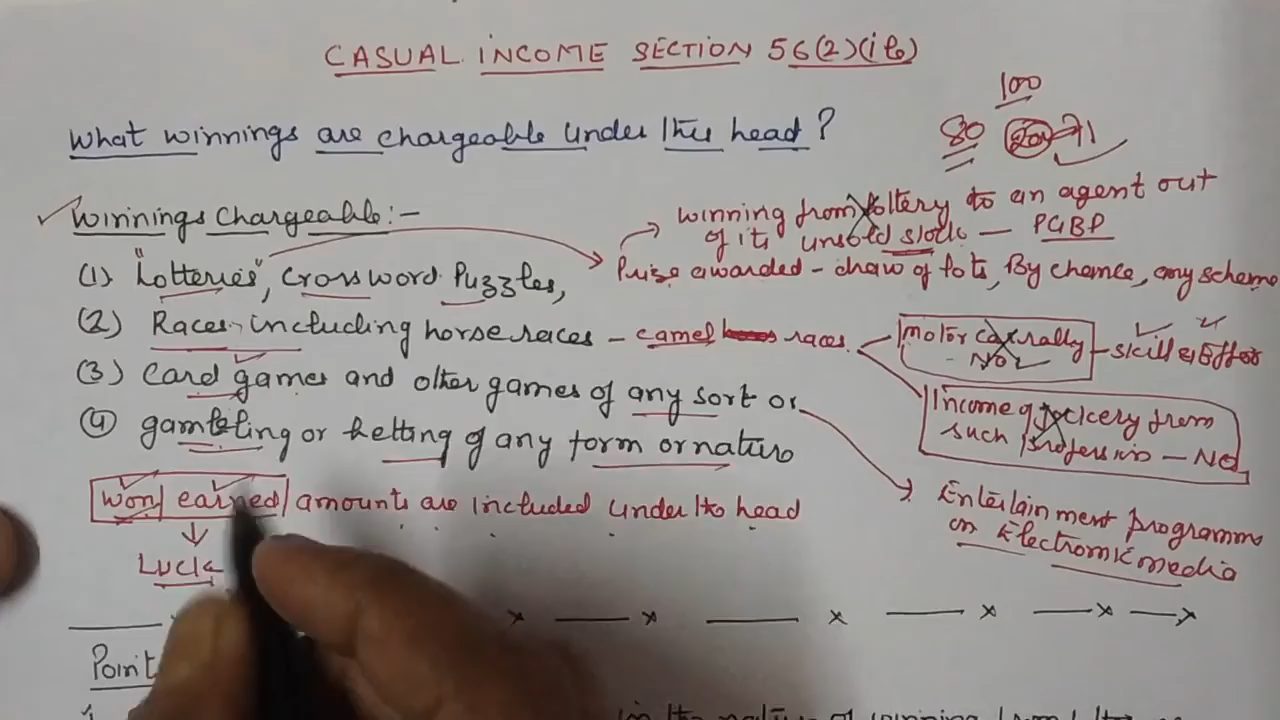 CASUAL INCOME SECTION 56(2)(ib)
100
80 20
What winnings are chargeable under this head?
Winnings Chargeable:-
winning from lottery to an agent out
of its unsold stock — PGBP
(1) "Lotteries", crossword Puzzles,
Prize awarded - draw of lots, By chance, any scheme
(2) Races, including horse races - camel races
motor car rally
- Not
- skill & Effor
(3) Card games and other games of any sort or
Income of jockey from
such profession - No
(4) gambling or betting of any form or nature
Entertainment programm
on Electronic media
won/earned/ amounts are included under the head
Luck
Point